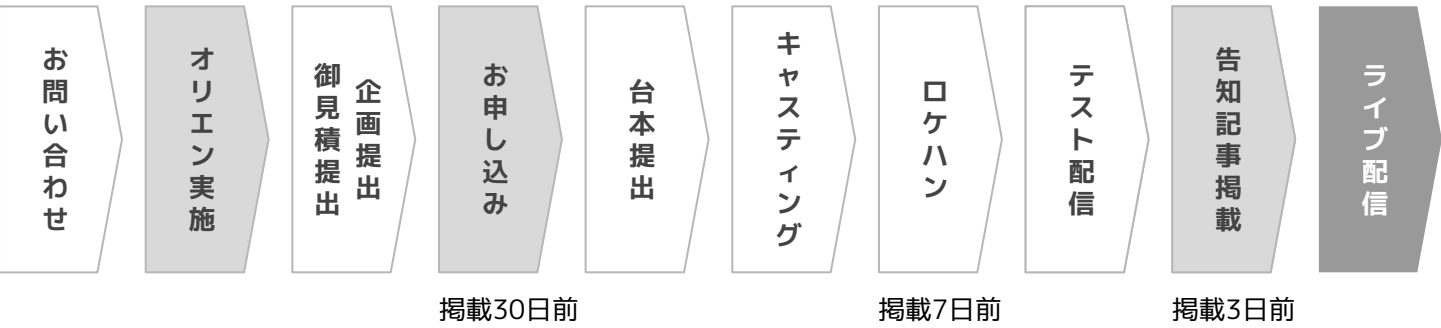 お問い合わせ
オリエン実施
企画提出
御見積提出
お申し込み
台本提出
キャスティング
ロケハン
テスト配信
告知記事掲載
ライブ配信
掲載30日前
掲載7日前
掲載3日前